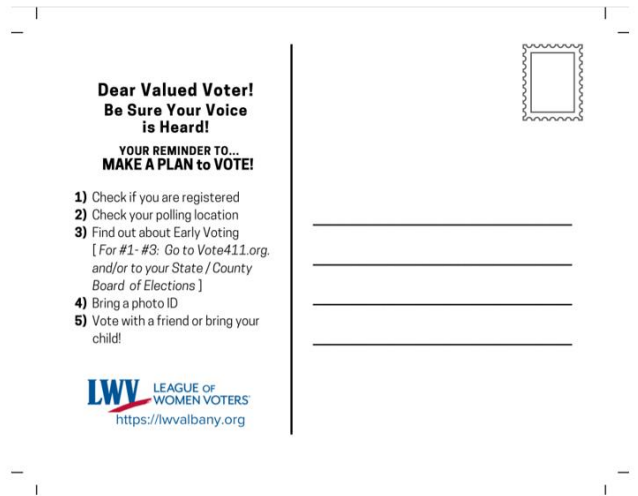 Dear Valued Voter!
Be Sure Your Voice
is Heard!
YOUR REMINDER TO...
MAKE A PLAN to VOTE!
1) Check if you are registered
2) Check your polling location
3) Find out about Early Voting
[ For #1- #3: Go to Vote411.org.
and/or to your State / County
Board of Elections ]
4) Bring a photo ID
5) Vote with a friend or bring your
child!
LWV LEAGUE OF
WOMEN VOTERS®
https://lwvalbany.org